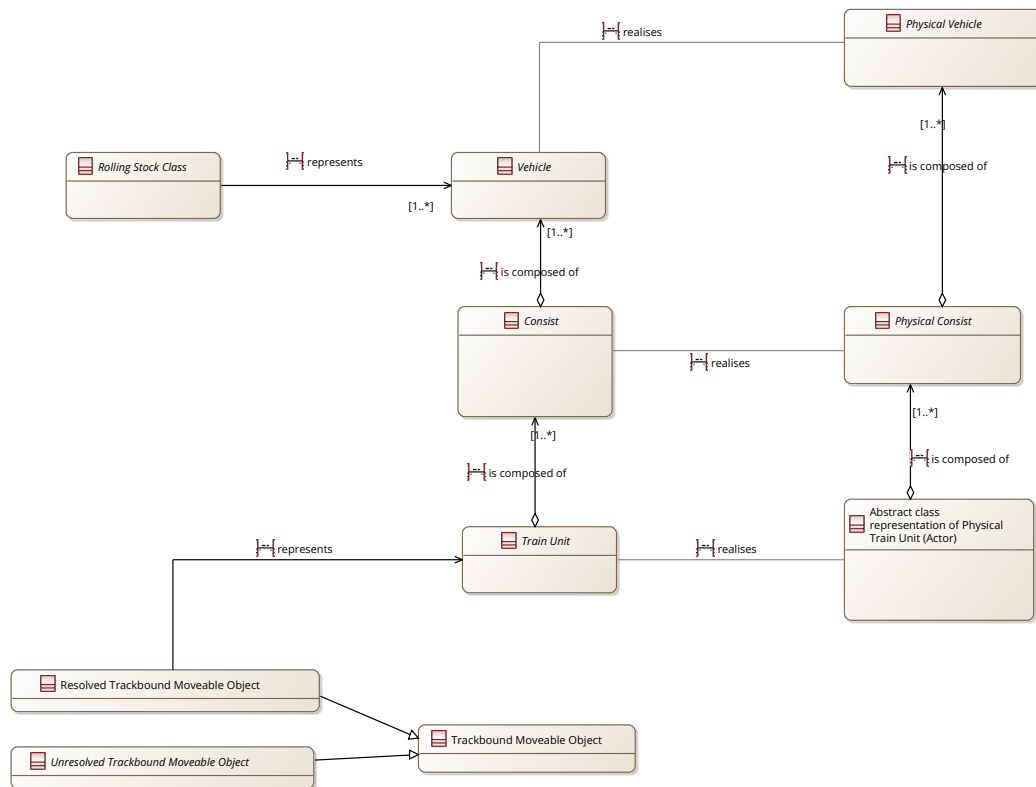 Physical Vehicle
realises
[1..*]
is composed of
Rolling Stock Class
represents
[1..*]
Vehicle
[1..*]
is composed of
Consist
realises
Physical Consist
[1..*]
is composed of
[1..*]
is composed of
Abstract class
representation of Physical
Train Unit (Actor)
Train Unit
realises
represents
Resolved Trackbound Moveable Object
Trackbound Moveable Object
Unresolved Trackbound Moveable Object